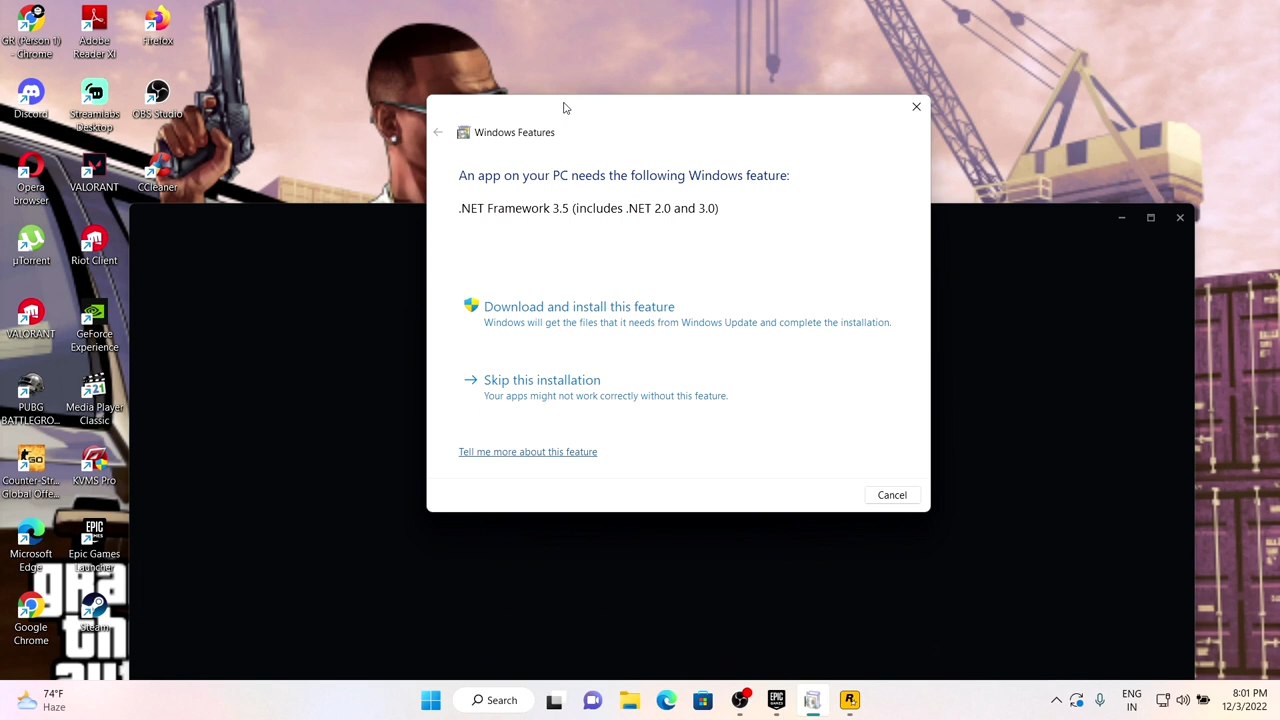 GR (Person 1)
- Chrome
Adobe
Reader XI
Firefox
Discord
Streamlabs
Desktop
OBS Studio
Opera
browser
VALORANT
CCleaner
µTorrent
Riot Client
VALORANT
GeForce
Experience
PUBG
BATTLEGRO...
Media Player
Classic
21
Counter-Str...
Global Offe...
KVMS Pro
Microsoft
Edge
EPIC
GAMES
Epic Games
Launcher
Google
Chrome
Steam
Windows Features
An app on your PC needs the following Windows feature:
.NET Framework 3.5 (includes .NET 2.0 and 3.0)
Download and install this feature
Windows will get the files that it needs from Windows Update and complete the installation.
Skip this installation
Your apps might not work correctly without this feature.
Tell me more about this feature
Cancel
74°F
Haze
Search
EPIC
GAMES
R
ENG
IN
8:01 PM
12/3/2022